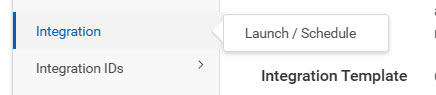 Integration
Launch / Schedule
Integration IDs
Integration Template